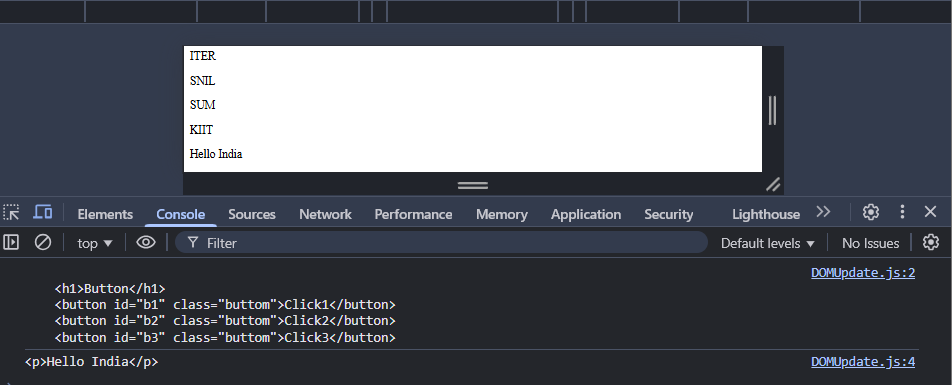 ITER
SNIL
SUM
KIIT
Hello India
Elements Console Sources Network Performance Memory Application Security Lighthouse
top Filter Default levels No Issues
DOMUpdate.js:2
<h1>Button</h1>
<button id="b1" class="buttom">Click1</button>
<button id="b2" class="buttom">Click2</button>
<button id="b3" class="buttom">Click3</button>
<p>Hello India</p> DOMUpdate.js:4